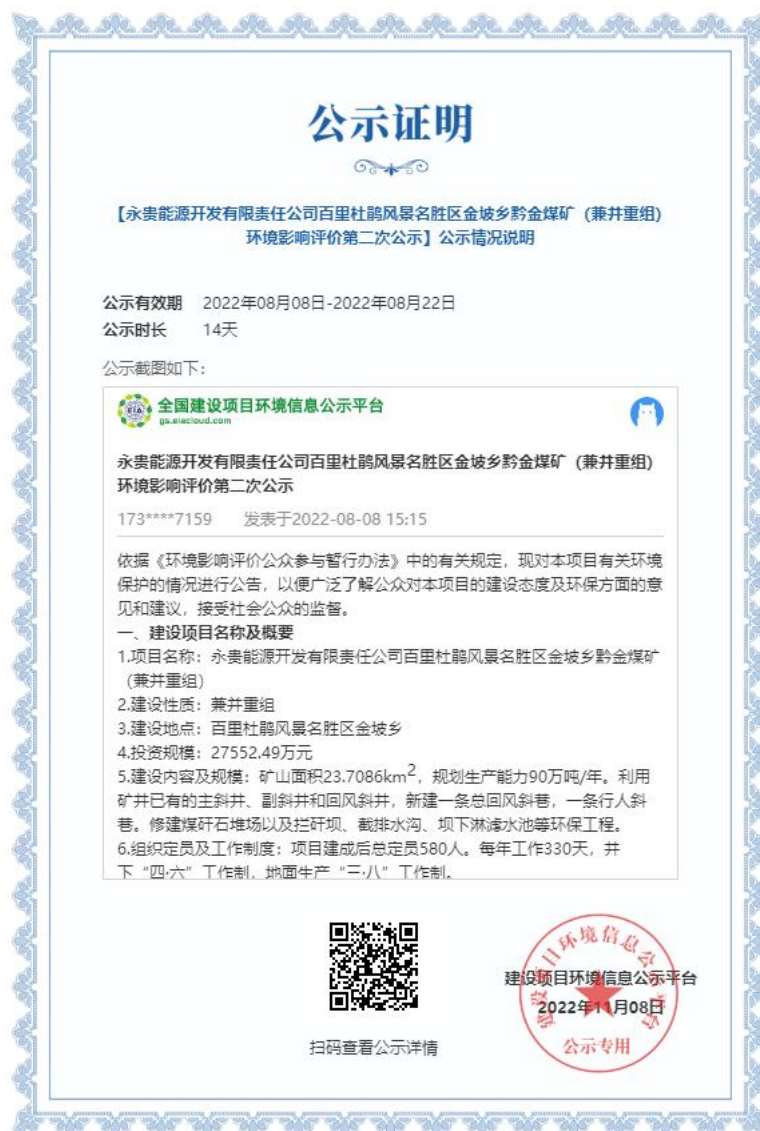 公示证明
【永贵能源开发有限责任公司百里杜鹃风景名胜区金坡乡黔金煤矿（兼并重组）
环境影响评价第二次公示】公示情况说明
公示有效期 2022年08月08日-2022年08月22日
公示时长 14天
公示截图如下：
EIA 全国建设项目环境信息公示平台
gs.eiacloud.com
永贵能源开发有限责任公司百里杜鹃风景名胜区金坡乡黔金煤矿（兼并重组）
环境影响评价第二次公示
173****7159 发表于2022-08-08 15:15
依据《环境影响评价公众参与暂行办法》中的有关规定，现对本项目有关环境
保护的情况进行公告，以便广泛了解公众对本项目的建设态度及环保方面的意
见和建议，接受社会公众的监督。
一、建设项目名称及概要
1.项目名称：永贵能源开发有限责任公司百里杜鹃风景名胜区金坡乡黔金煤矿
（兼并重组）
2.建设性质：兼并重组
3.建设地点：百里杜鹃风景名胜区金坡乡
4.投资规模：27552.49万元
5.建设内容及规模：矿山面积23.7086km²，规划生产能力90万吨/年。利用
矿井已有的主斜井、副斜井和回风斜井，新建一条总回风斜巷，一条行人斜
巷。修建煤矸石堆场以及拦矸坝、截排水沟、坝下淋滤水池等环保工程。
6.组织定员及工作制度：项目建成后总定员580人。每年工作330天，井
下“四·六”工作制，地面生产“三·八”工作制。
建设项目环境信息公示平台
建设项目环境信息公示平台
2022年11月08日
公示专用
扫码查看公示详情